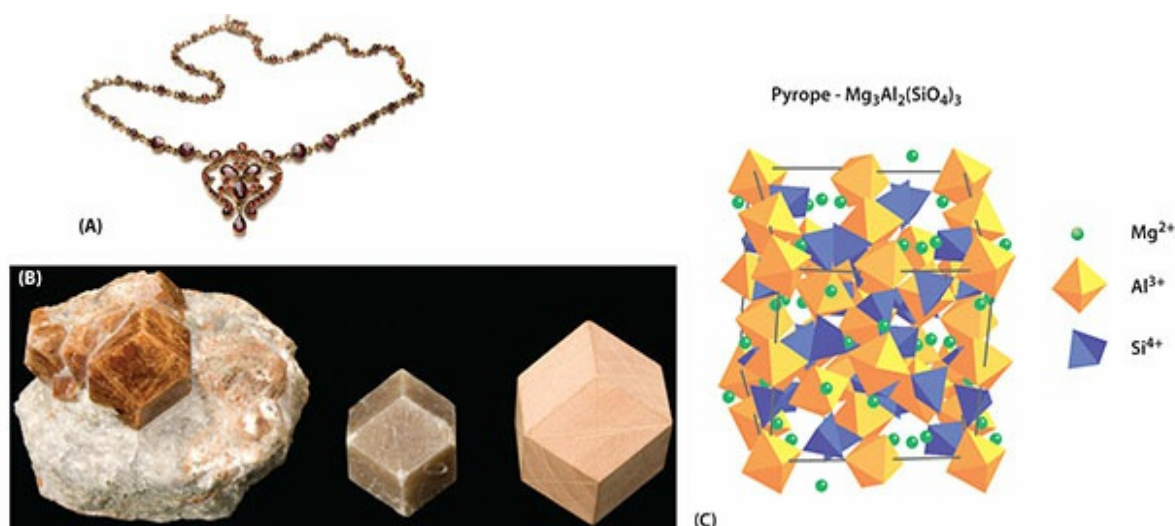 (A)
(B)
Pyrope - Mg₃Al₂(SiO₄)₃
Mg²⁺
Al³⁺
Si⁴⁺
(C)